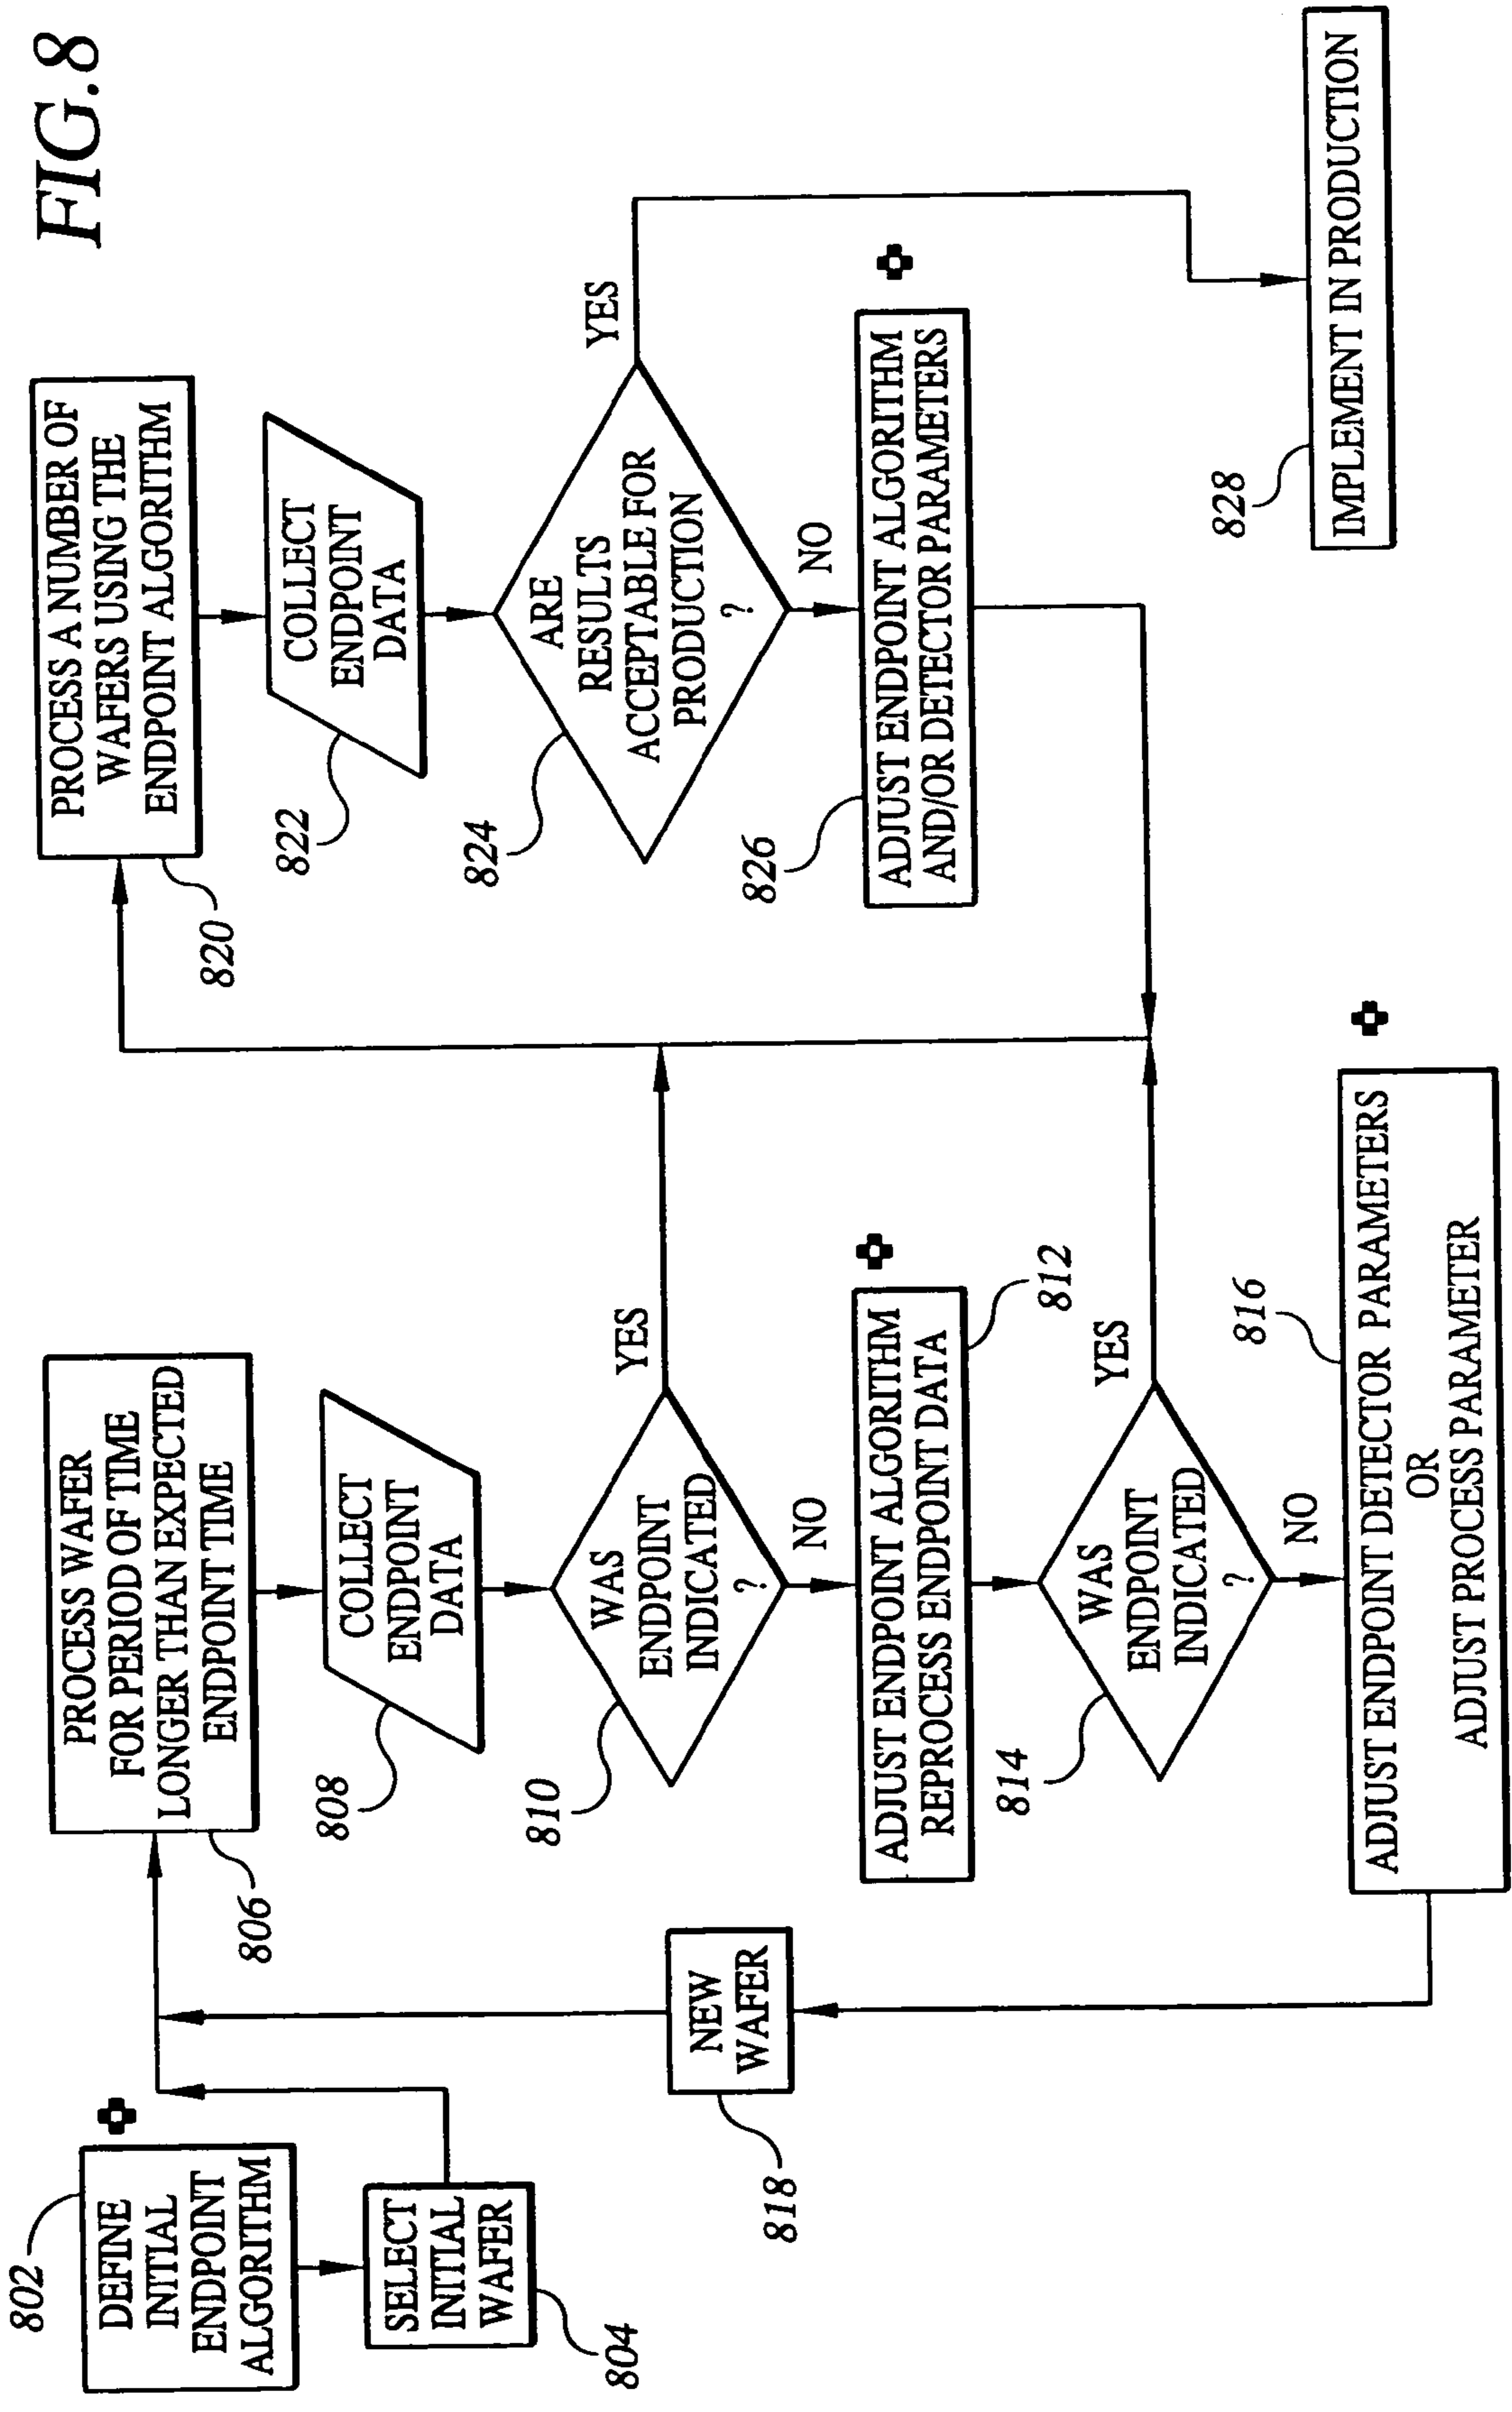 FIG.8
802
DEFINE
INITIAL
ENDPOINT
ALGORITHM
SELECT
INITIAL
WAFER
804
PROCESS WAFER
FOR PERIOD OF TIME
LONGER THAN EXPECTED
ENDPOINT TIME
806
COLLECT
ENDPOINT
DATA
808
WAS
ENDPOINT
INDICATED
?
810
YES
NO
ADJUST ENDPOINT ALGORITHM
REPROCESS ENDPOINT DATA
812
WAS
ENDPOINT
INDICATED
?
814
YES
NO
816
ADJUST ENDPOINT DETECTOR PARAMETERS
OR
ADJUST PROCESS PARAMETER
NEW
WAFER
818
PROCESS A NUMBER OF
WAFERS USING THE
ENDPOINT ALGORITHM
820
COLLECT
ENDPOINT
DATA
822
ARE
RESULTS
ACCEPTABLE FOR
PRODUCTION
?
824
YES
NO
ADJUST ENDPOINT ALGORITHM
AND/OR DETECTOR PARAMETERS
826
828
IMPLEMENT IN PRODUCTION